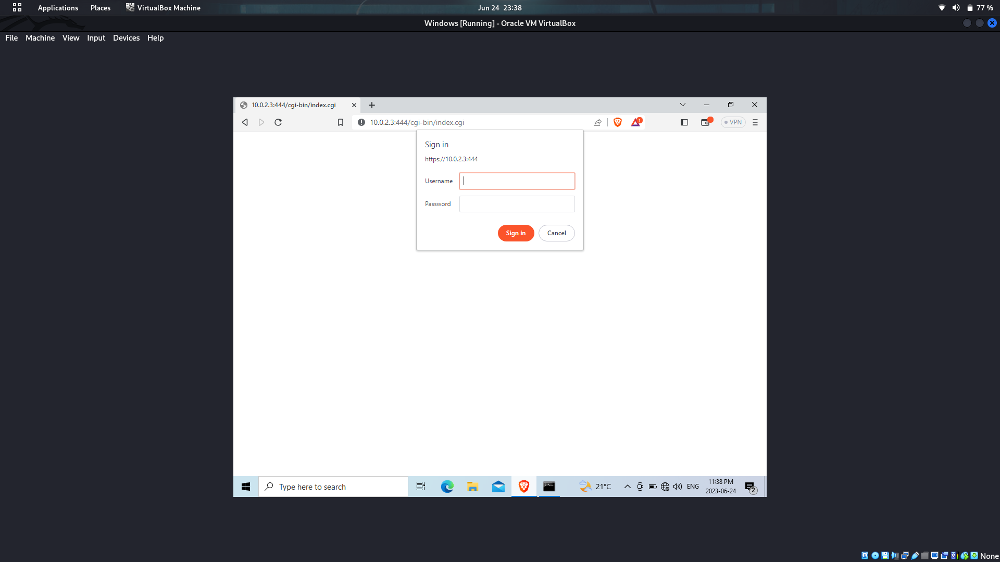 Applications Places VirtualBox Machine Jun 24 23:38 77 %
Windows [Running] - Oracle VM VirtualBox
File Machine View Input Devices Help
10.0.2.3:444/cgi-bin/index.cgi
10.0.2.3:444/cgi-bin/index.cgi 1 VPN
Sign in
https://10.0.2.3:444
Username
Password
Sign in Cancel
Type here to search 21°C ENG 11:38 PM
2023-06-24 2
None